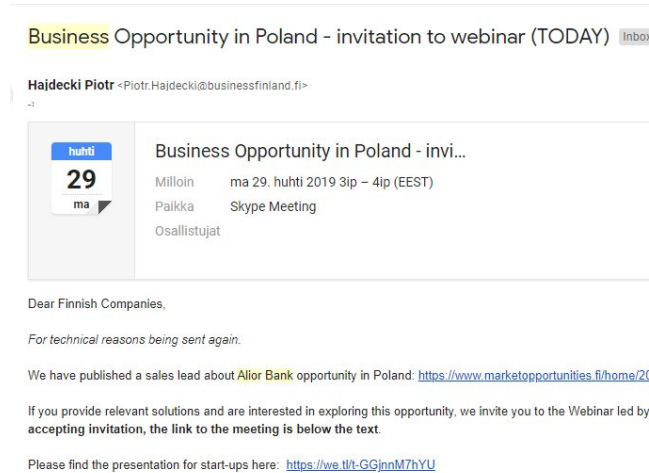 Business Opportunity in Poland - invitation to webinar (TODAY) Inbox
Hajdecki Piotr <Piotr.Hajdecki@businessfinland.fi>
huhti
29
ma
Business Opportunity in Poland - invi...
Milloin ma 29. huhti 2019 3ip – 4ip (EEST)
Paikka Skype Meeting
Osallistujat
Dear Finnish Companies,
For technical reasons being sent again.
We have published a sales lead about Alior Bank opportunity in Poland: https://www.marketopportunities.fi/home/20
If you provide relevant solutions and are interested in exploring this opportunity, we invite you to the Webinar led by
accepting invitation, the link to the meeting is below the text.
Please find the presentation for start-ups here: https://we.tl/t-GGjnnM7hYU